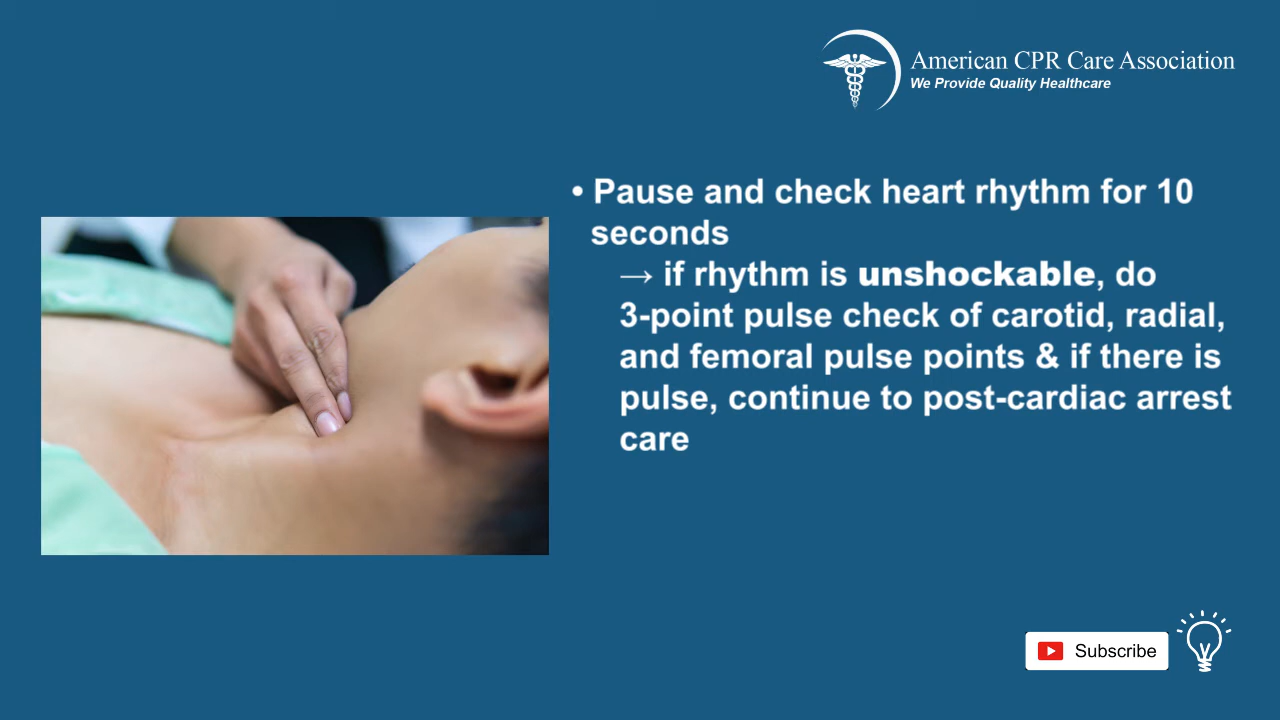 American CPR Care Association
We Provide Quality Healthcare
• Pause and check heart rhythm for 10
seconds
→ if rhythm is unshockable, do
3-point pulse check of carotid, radial,
and femoral pulse points & if there is
pulse, continue to post-cardiac arrest
care
Subscribe